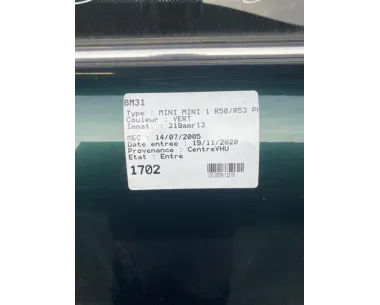 BM31
Type : MINI MINI 1 R50/R53 P
Couleur : VERT
Immat. : 319amr13
MEC : 14/07/2005
Date entree : 19/11/2020
Provenance : CentreVHU
Etat : Entre
1702